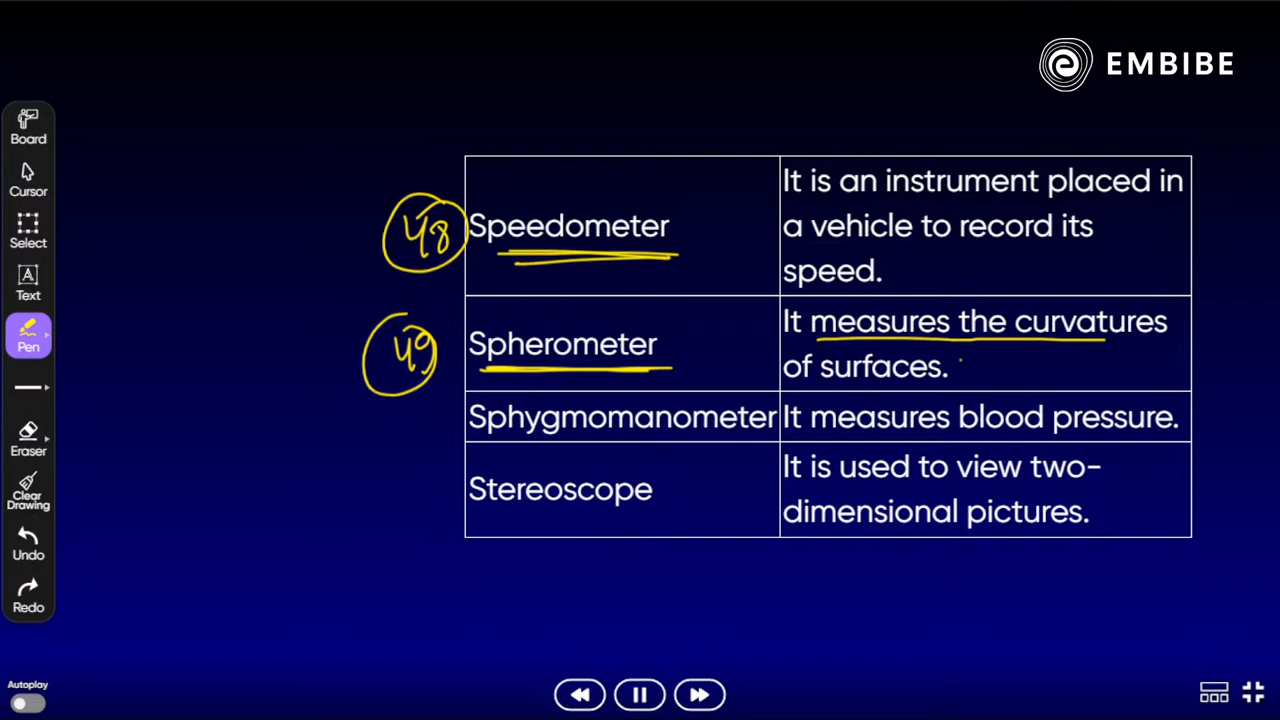 EMBIBE
Board
Cursor
Select
Text
Pen
Eraser
Clear
Drawing
Undo
Redo
Autoplay
48
Speedometer
It is an instrument placed in
a vehicle to record its
speed.
49
Spherometer
It measures the curvatures
of surfaces.
Sphygmomanometer
It measures blood pressure.
Stereoscope
It is used to view two-
dimensional pictures.